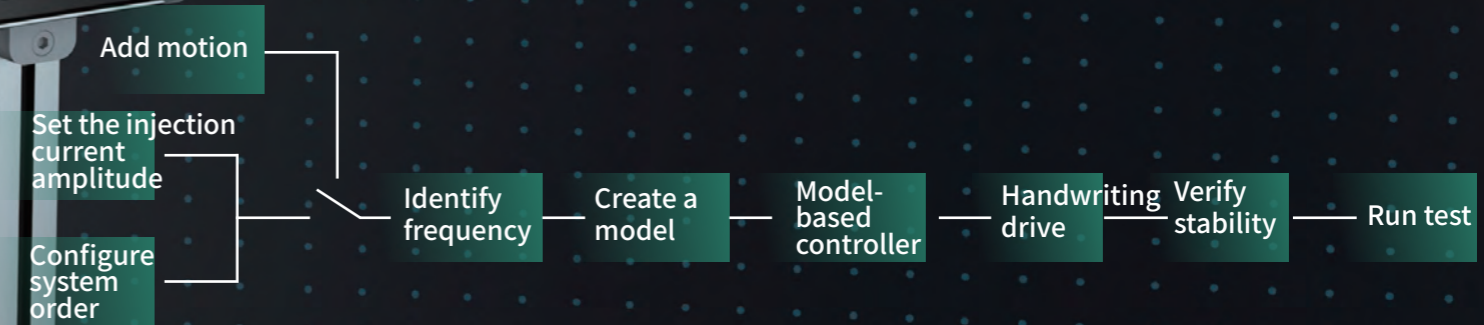 Add motion
Set the injection
current
amplitude
Configure
system
order
Identify
frequency
Create a
model
Model-
based
controller
Handwriting
drive
Verify
stability
Run test